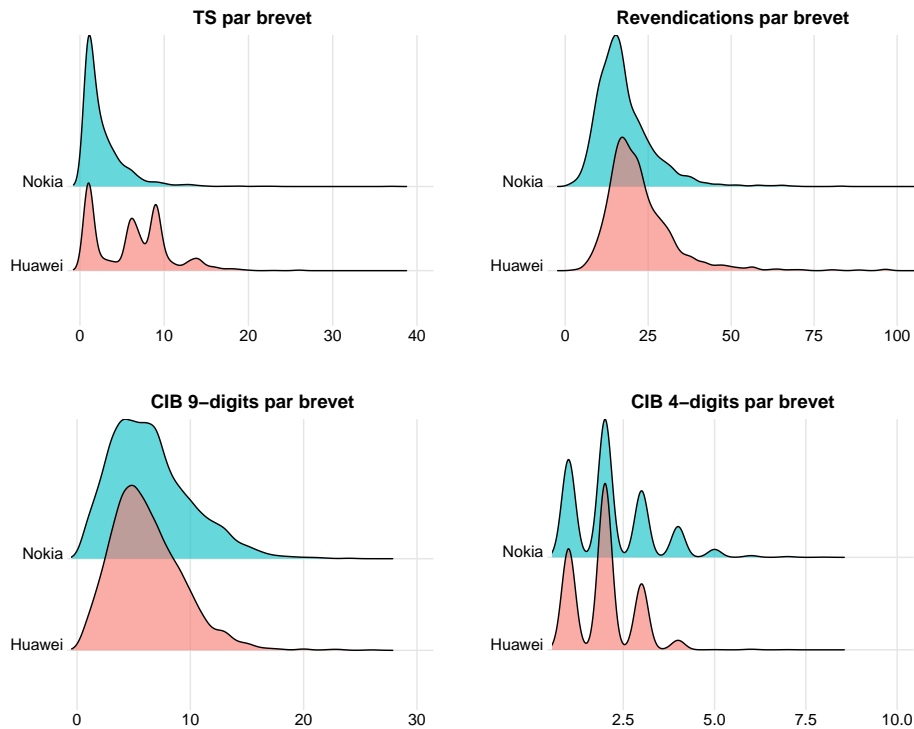 TS par brevet
Nokia
Huawei
0 10 20 30 40
Revendications par brevet
Nokia
Huawei
0 25 50 75 100
CIB 9−digits par brevet
Nokia
Huawei
0 10 20 30
CIB 4−digits par brevet
Nokia
Huawei
2.5 5.0 7.5 10.0